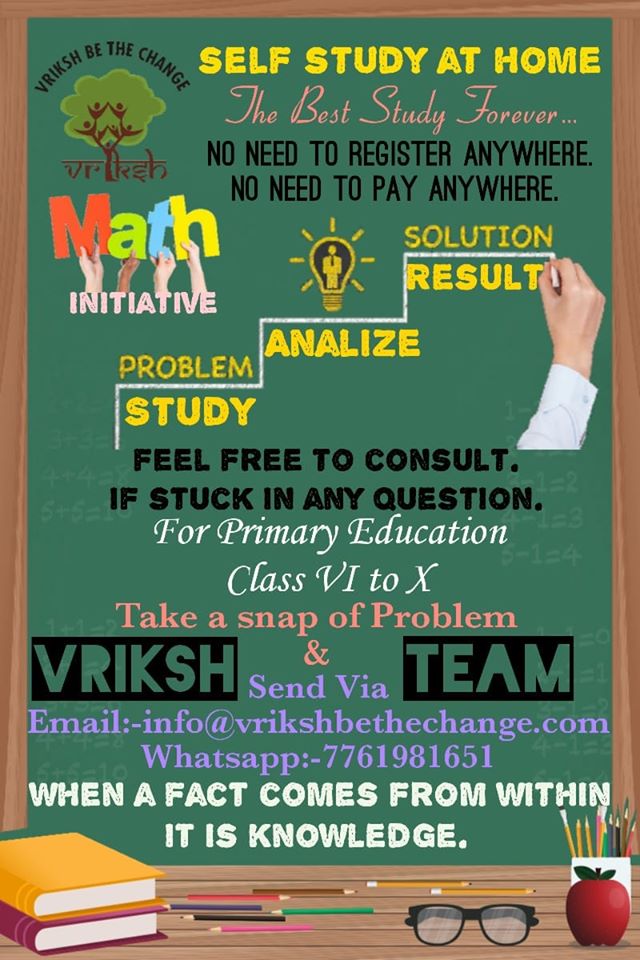 VRIKSH BE THE CHANGE
vriksh
SELF STUDY AT HOME
The Best Study Forever...
NO NEED TO REGISTER ANYWHERE.
NO NEED TO PAY ANYWHERE.
Math
INITIATIVE
SOLUTION
RESULT
ANALIZE
PROBLEM
STUDY
FEEL FREE TO CONSULT.
IF STUCK IN ANY QUESTION.
For Primary Education
Class VI to X
Take a snap of Problem
&
VRIKSH TEAM
Send Via
Email:-info@vrikshbethechange.com
Whatsapp:-7761981651
WHEN A FACT COMES FROM WITHIN
IT IS KNOWLEDGE.